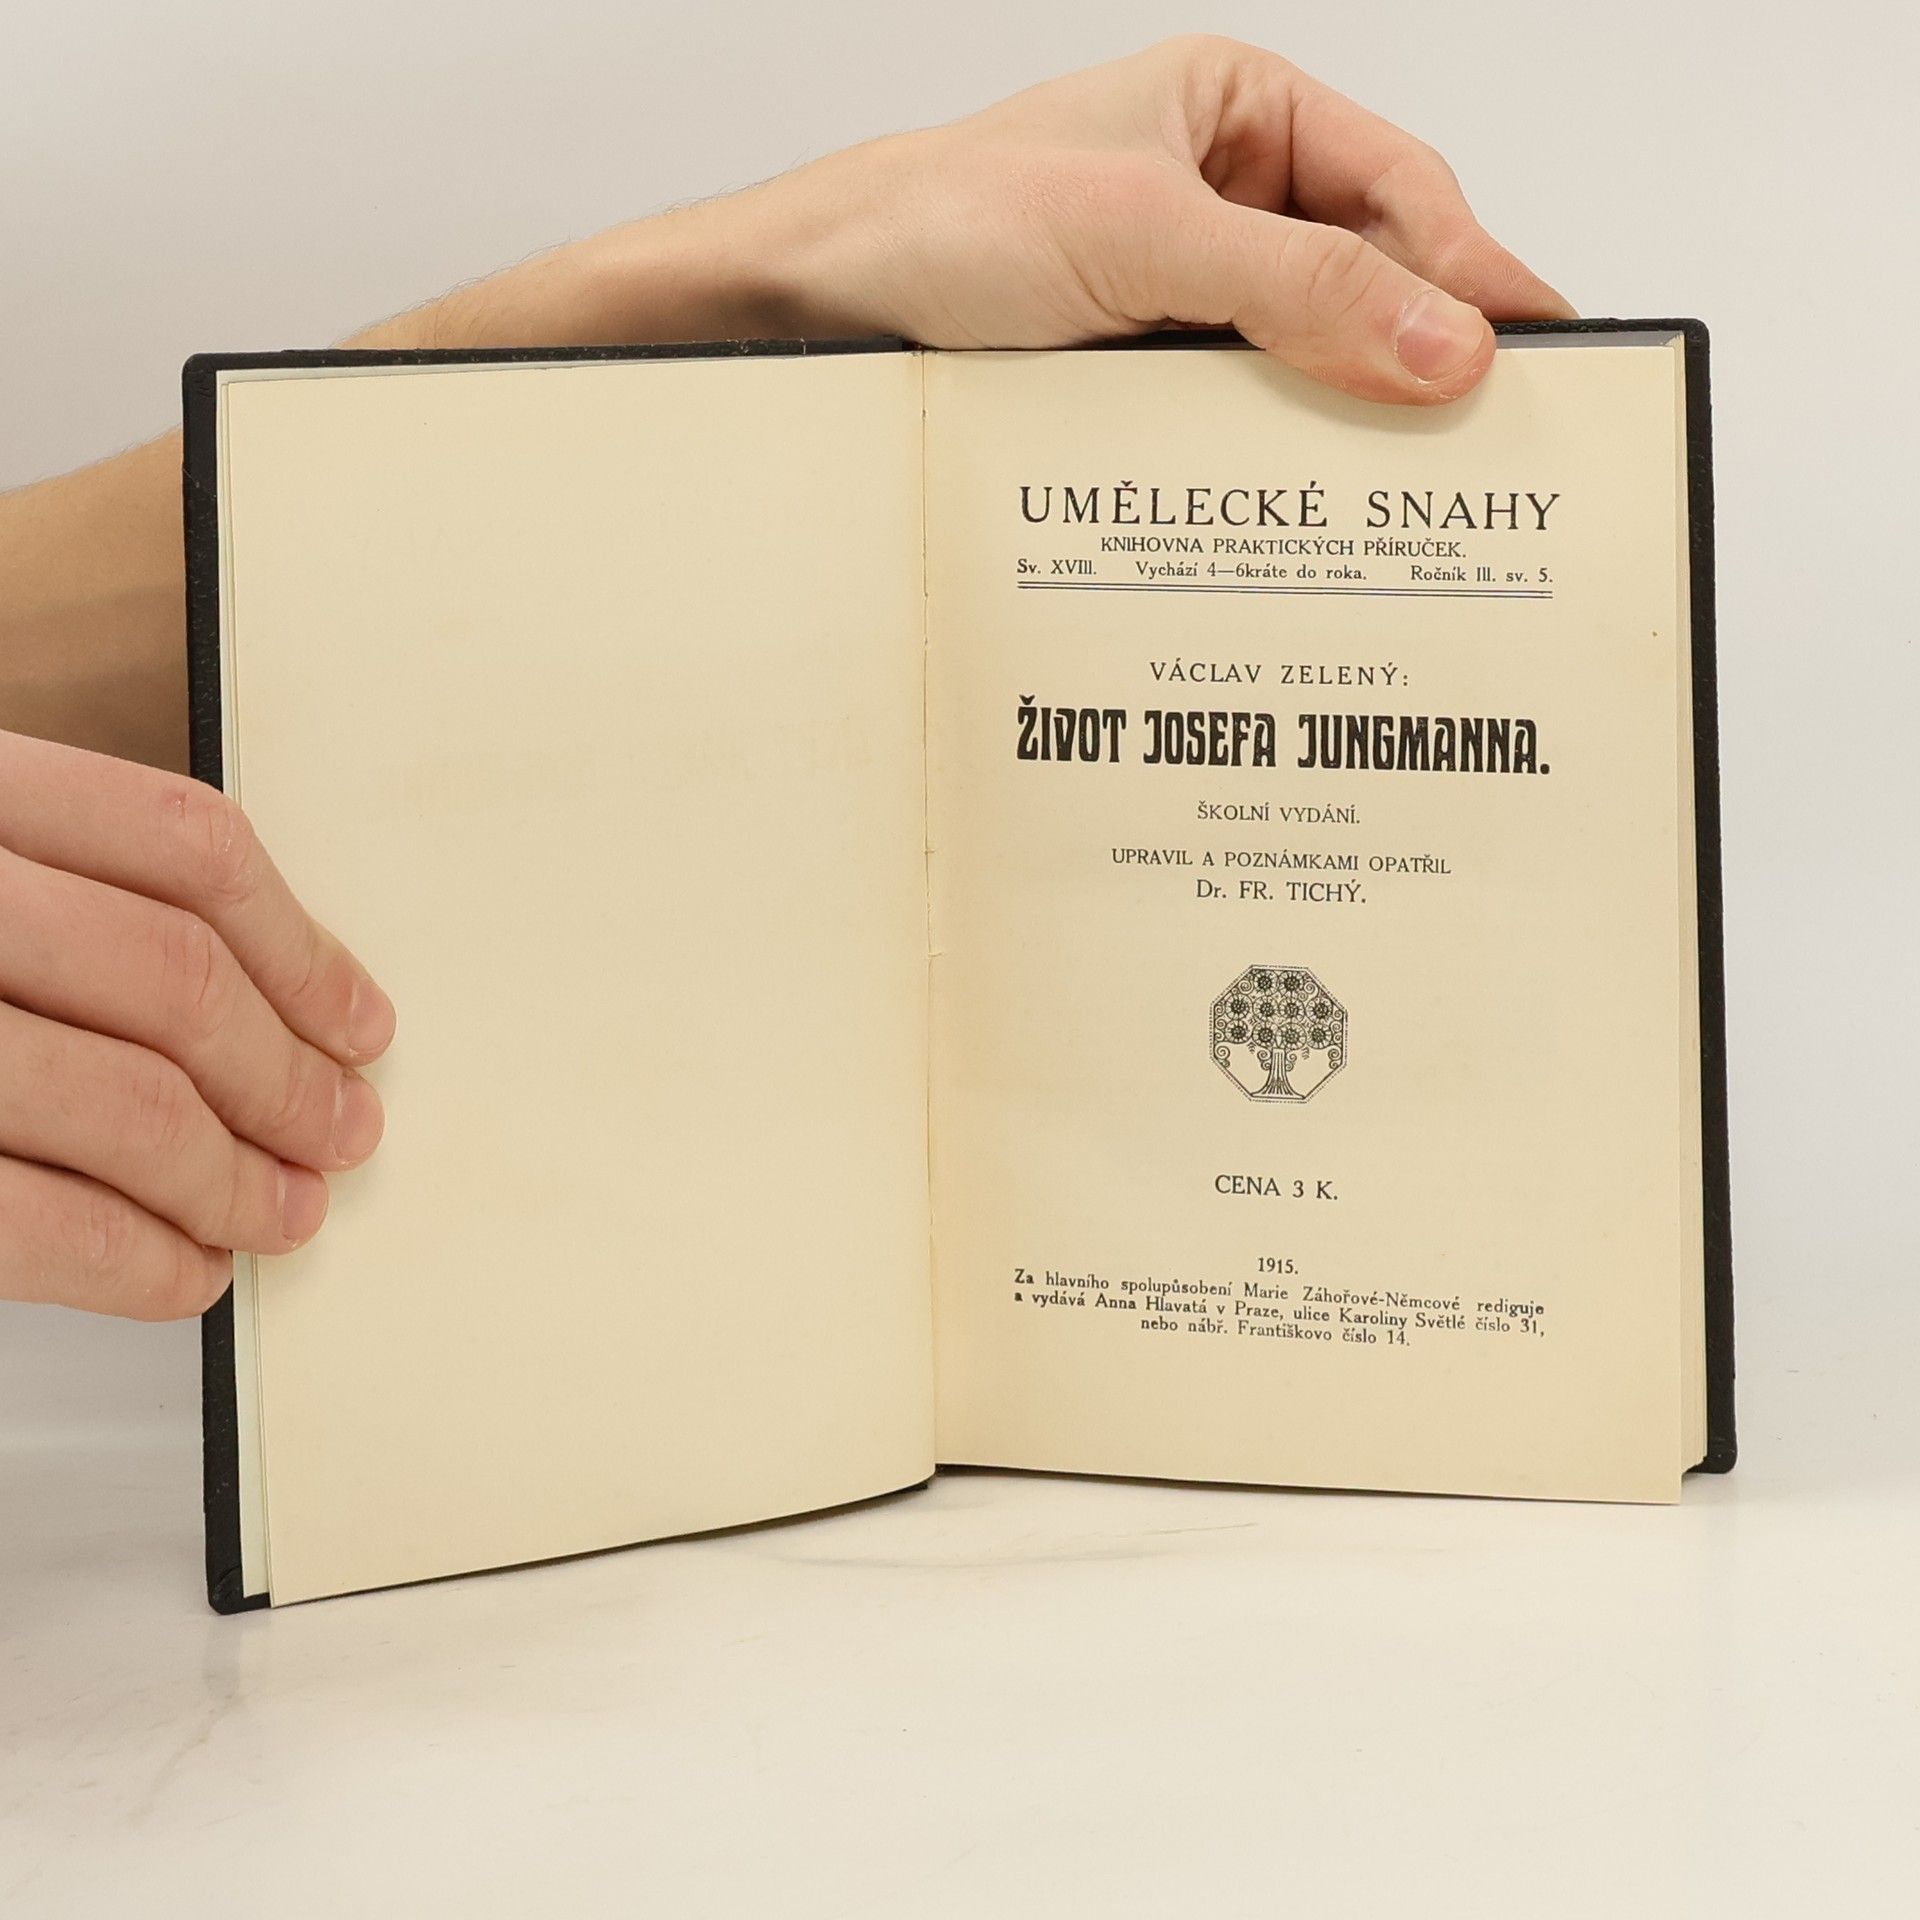 UMĚLECKÉ SNAHY
KNIHOVNA PRAKTICKÝCH PŘÍRUČEK.
Sv. XVIII. Vychází 4—6kráte do roka. Ročník III. sv. 5.
VÁCLAV ZELENÝ:
ŽIVOT JOSEFA JUNGMANNA.
ŠKOLNÍ VYDÁNÍ.
UPRAVIL A POZNÁMKAMI OPATŘIL
Dr. FR. TICHÝ.
CENA 3 K.
1915.
Za hlavního spolupůsobení Marie Záhořové-Němcové rediguje
a vydává Anna Hlavatá v Praze, ulice Karoliny Světlé číslo 31,
nebo nábř. Františkovo číslo 14.